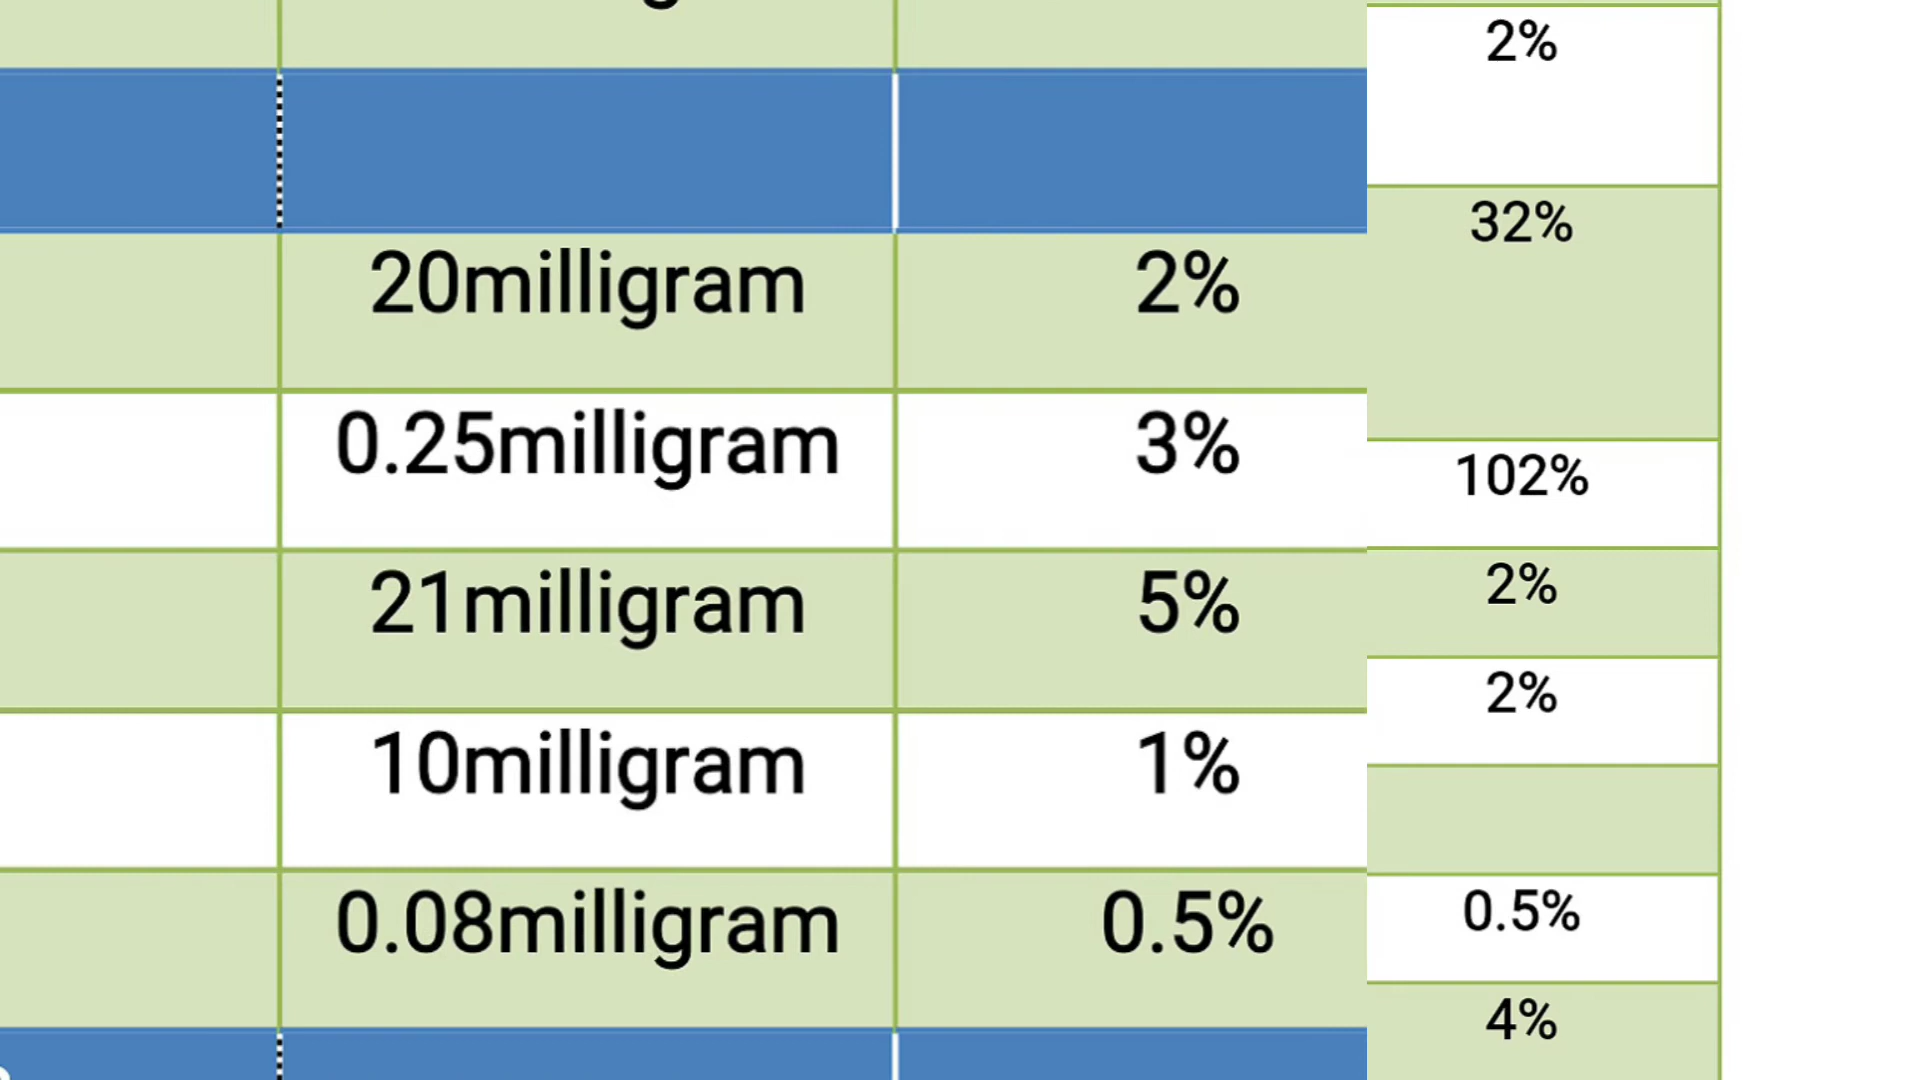 2%
32%
20milligram 2%
0.25milligram 3%
102%
21milligram 5%
2%
2%
10milligram 1%
0.08milligram 0.5%
0.5%
4%